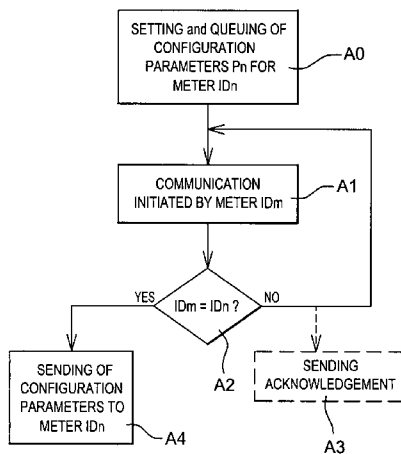 SETTING and QUEUING OF
CONFIGURATION
PARAMETERS Pn FOR
METER IDn
A0
COMMUNICATION
INITIATED BY METER IDm
A1
YES
IDm = IDn ?
NO
A2
SENDING OF
CONFIGURATION
PARAMETERS TO
METER IDn
A4
SENDING
ACKNOWLEDGEMENT
A3